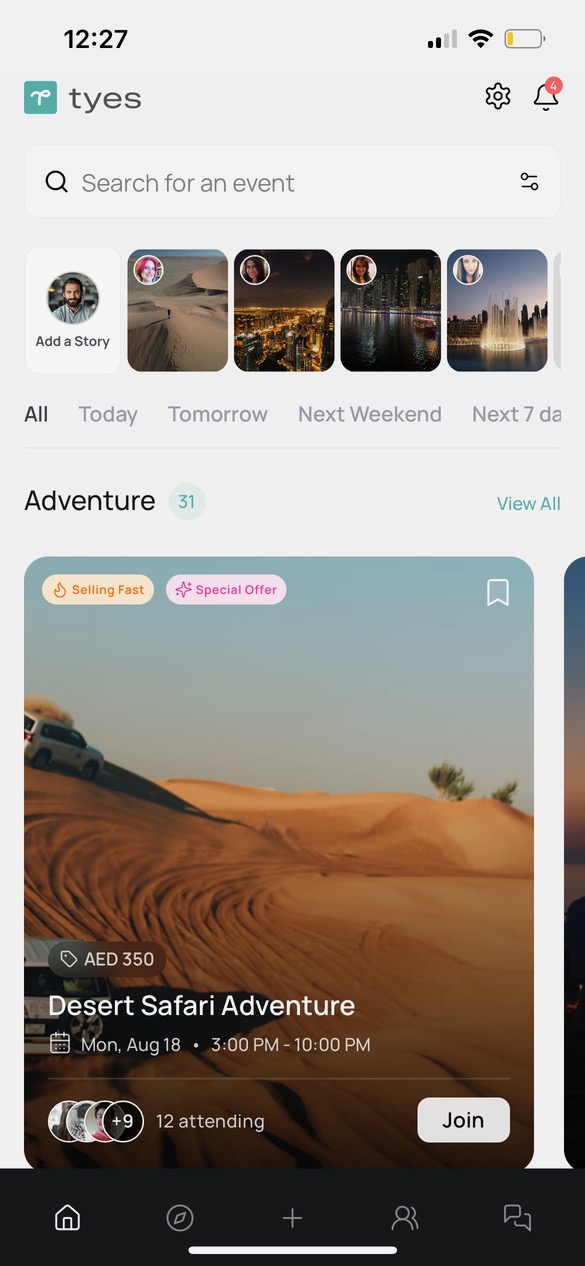 12:27
tyes
4
Search for an event
Add a Story
All Today Tomorrow Next Weekend Next 7 da
Adventure 31 View All
Selling Fast Special Offer
AED 350
Desert Safari Adventure
Mon, Aug 18 • 3:00 PM - 10:00 PM
+9 12 attending Join